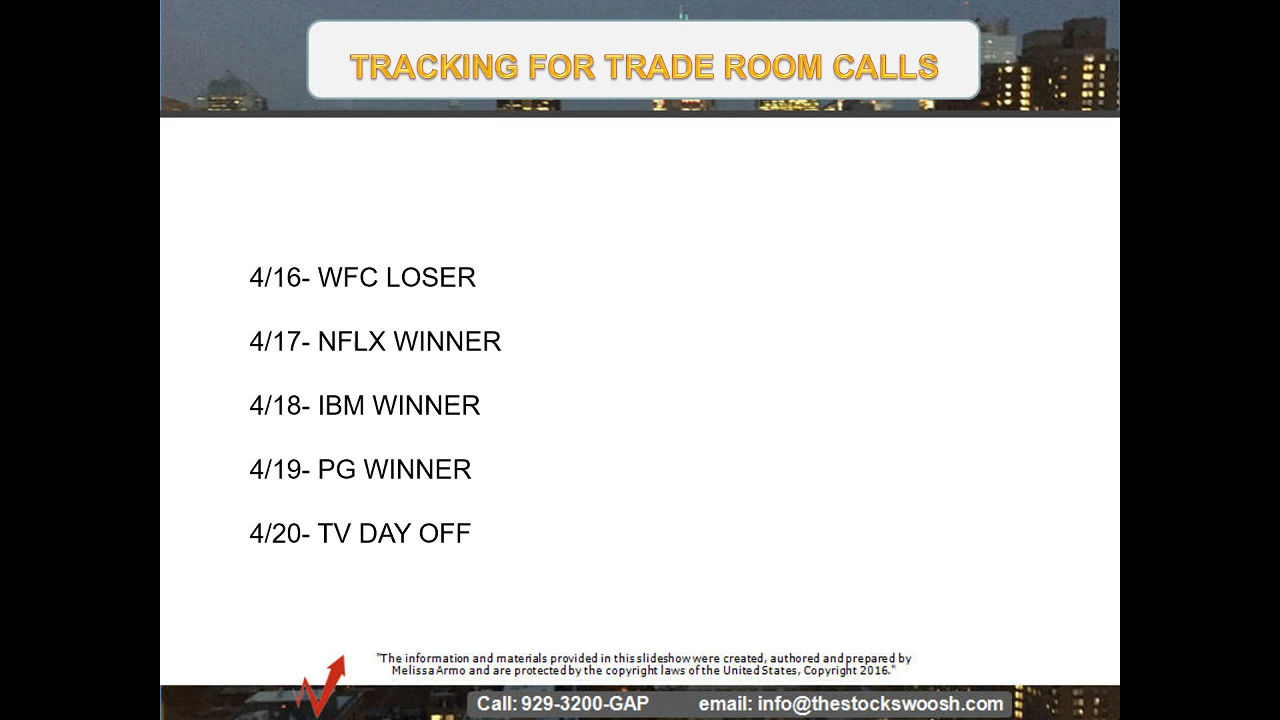 TRACKING FOR TRADE ROOM CALLS
4/16- WFC LOSER
4/17- NFLX WINNER
4/18- IBM WINNER
4/19- PG WINNER
4/20- TV DAY OFF
"The information and materials provided in this slideshow were created, authored and prepared by
Melissa Armo and are protected by the copyright laws of the United States, Copyright 2016."
Call: 929-3200-GAP email: info@thestockswoosh.com